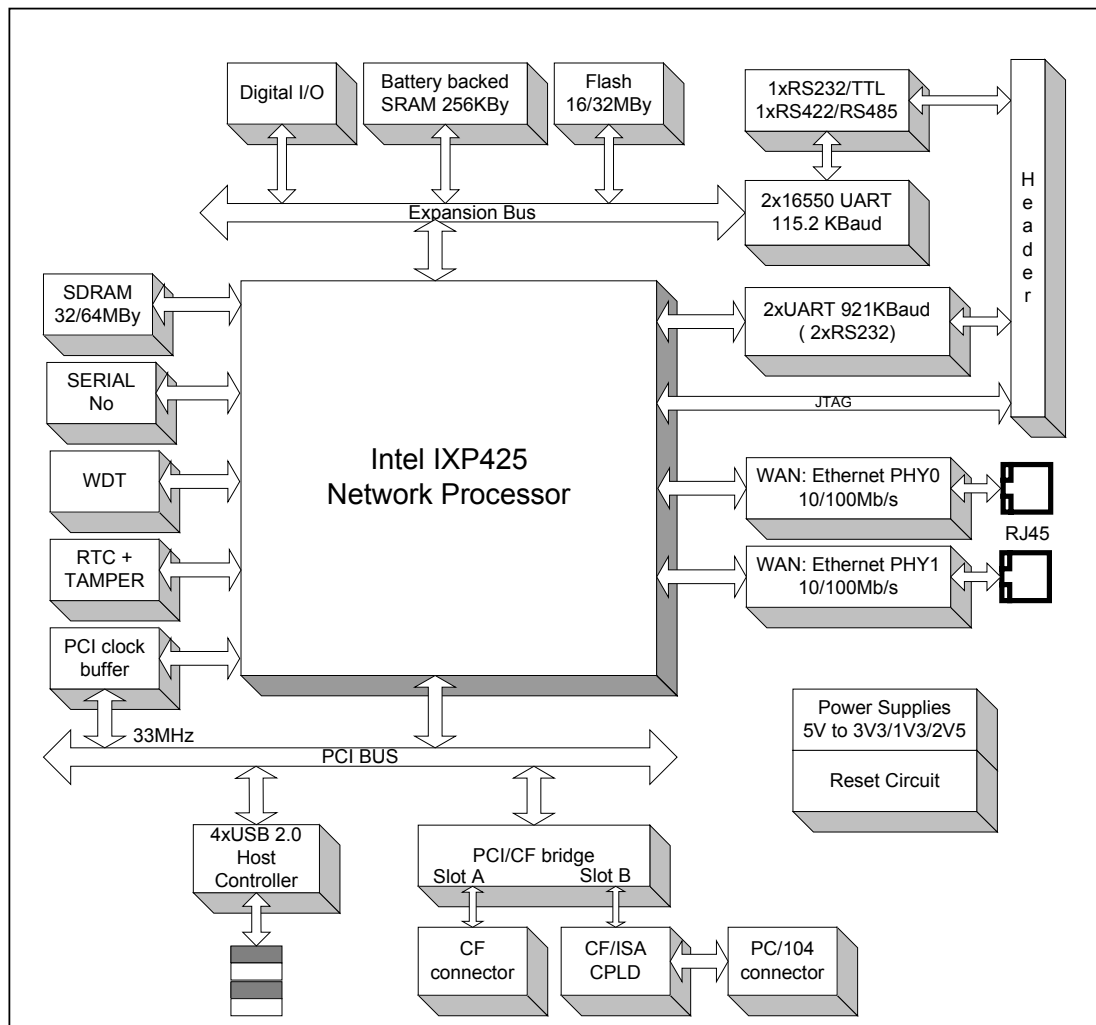 Digital I/O
Battery backed
SRAM 256KBy
Flash
16/32MBy
1xRS232/TTL
1xRS422/RS485
Header
Expansion Bus
2x16550 UART
115.2 KBaud
SDRAM
32/64MBy
2xUART 921KBaud
( 2xRS232)
SERIAL
No
JTAG
Intel IXP425
Network Processor
WDT
WAN: Ethernet PHY0
10/100Mb/s
RJ45
RTC +
TAMPER
WAN: Ethernet PHY1
10/100Mb/s
PCI clock
buffer
33MHz
PCI BUS
Power Supplies
5V to 3V3/1V3/2V5
Reset Circuit
4xUSB 2.0
Host
Controller
PCI/CF bridge
Slot A
Slot B
CF
connector
CF/ISA
CPLD
PC/104
connector